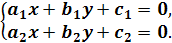 a₁x + b₁y + c₁ = 0,
a₂x + b₂y + c₂ = 0.